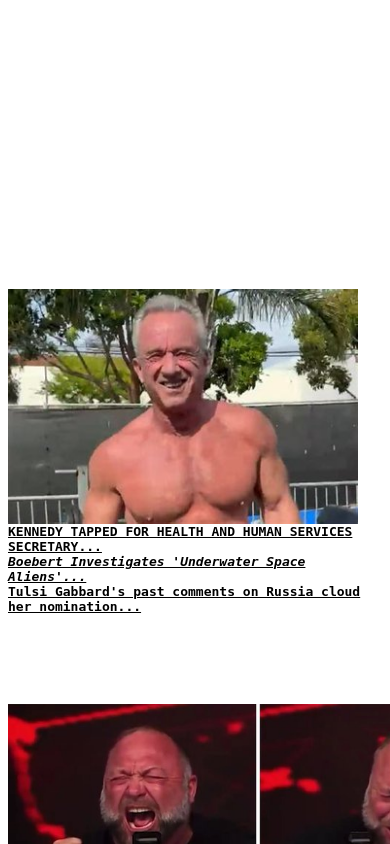 KENNEDY TAPPED FOR HEALTH AND HUMAN SERVICES
SECRETARY...
Boebert Investigates 'Underwater Space
Aliens'...
Tulsi Gabbard's past comments on Russia cloud
her nomination...